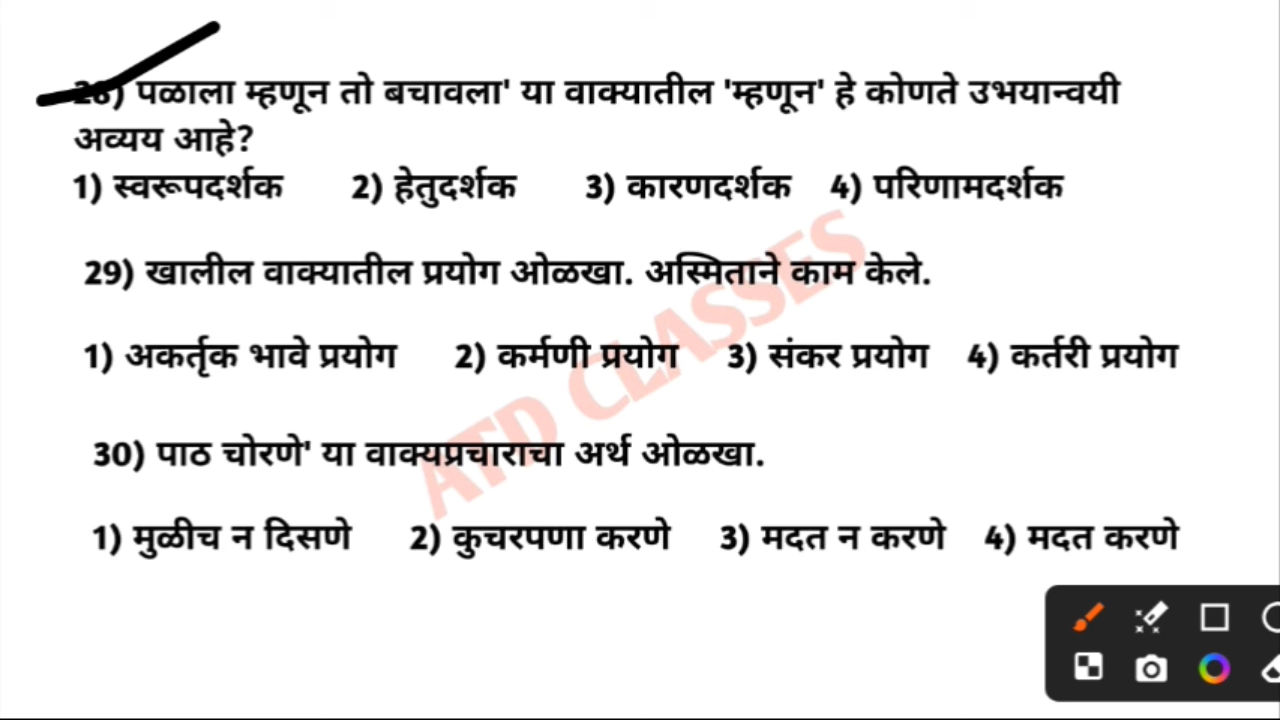 28) पळाला म्हणून तो बचावला' या वाक्यातील 'म्हणून' हे कोणते उभयान्वयी
अव्यय आहे?
1) स्वरूपदर्शक 2) हेतुदर्शक 3) कारणदर्शक 4) परिणामदर्शक
29) खालील वाक्यातील प्रयोग ओळखा. अस्मिताने काम केले.
1) अकर्तृक भावे प्रयोग 2) कर्मणी प्रयोग 3) संकर प्रयोग 4) कर्तरी प्रयोग
30) पाठ चोरणे' या वाक्यप्रचाराचा अर्थ ओळखा.
1) मुळीच न दिसणे 2) कुचरपणा करणे 3) मदत न करणे 4) मदत करणे
ATD CLASSES